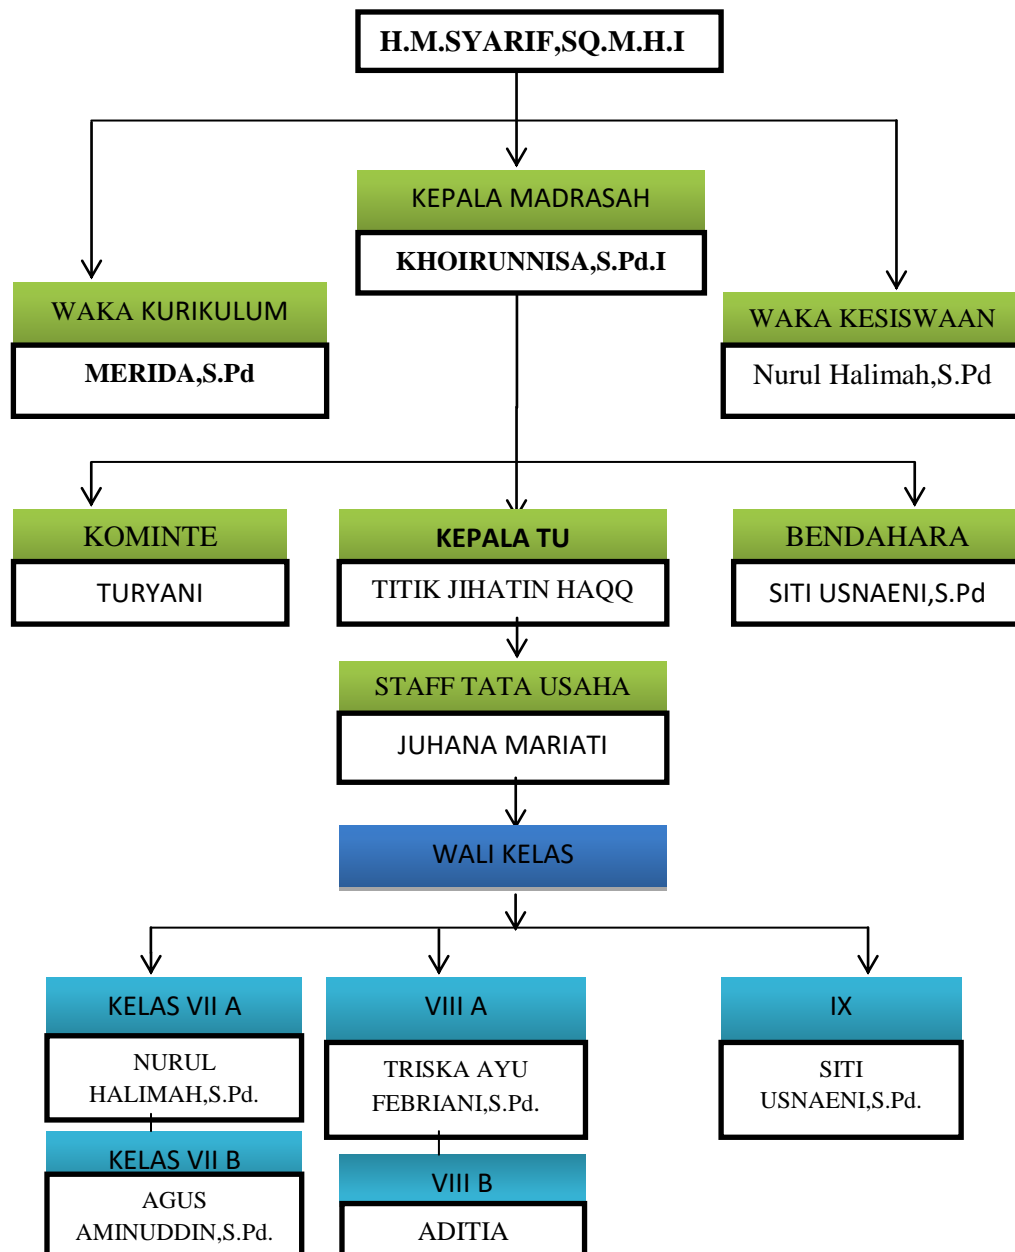 H.M.SYARIF,SQ.M.H.I
KEPALA MADRASAH
KHOIRUNNISA,S.Pd.I
WAKA KURIKULUM
MERIDA,S.Pd
WAKA KESISWAAN
Nurul Halimah,S.Pd
KOMINTE
TURYANI
KEPALA TU
TITIK JIHATIN HAQQ
BENDAHARA
SITI USNAENI,S.Pd
STAFF TATA USAHA
JUHANA MARIATI
WALI KELAS
KELAS VII A
NURUL
HALIMAH,S.Pd.
VIII A
TRISKA AYU
FEBRIANI,S.Pd.
IX
SITI
USNAENI,S.Pd.
KELAS VII B
AGUS
AMINUDDIN,S.Pd.
VIII B
ADITIA